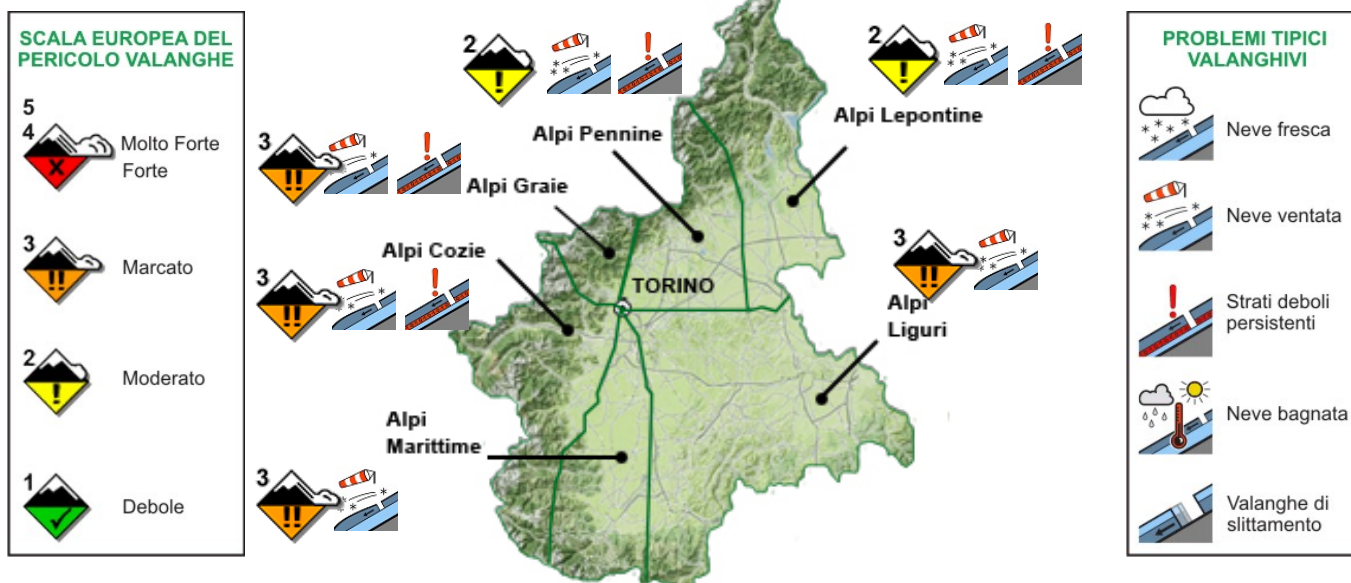 SCALA EUROPEA DEL
PERICOLO VALANGHE
5
4
Molto Forte
Forte
3
Marcato
2
Moderato
1
Debole
2
2
Alpi Pennine
Alpi Lepontine
3
Alpi Graie
Alpi Cozie
3
3
TORINO
Alpi
Liguri
Alpi
Marittime
3
PROBLEMI TIPICI
VALANGHIVI
Neve fresca
Neve ventata
Strati deboli
persistenti
Neve bagnata
Valanghe di
slittamento